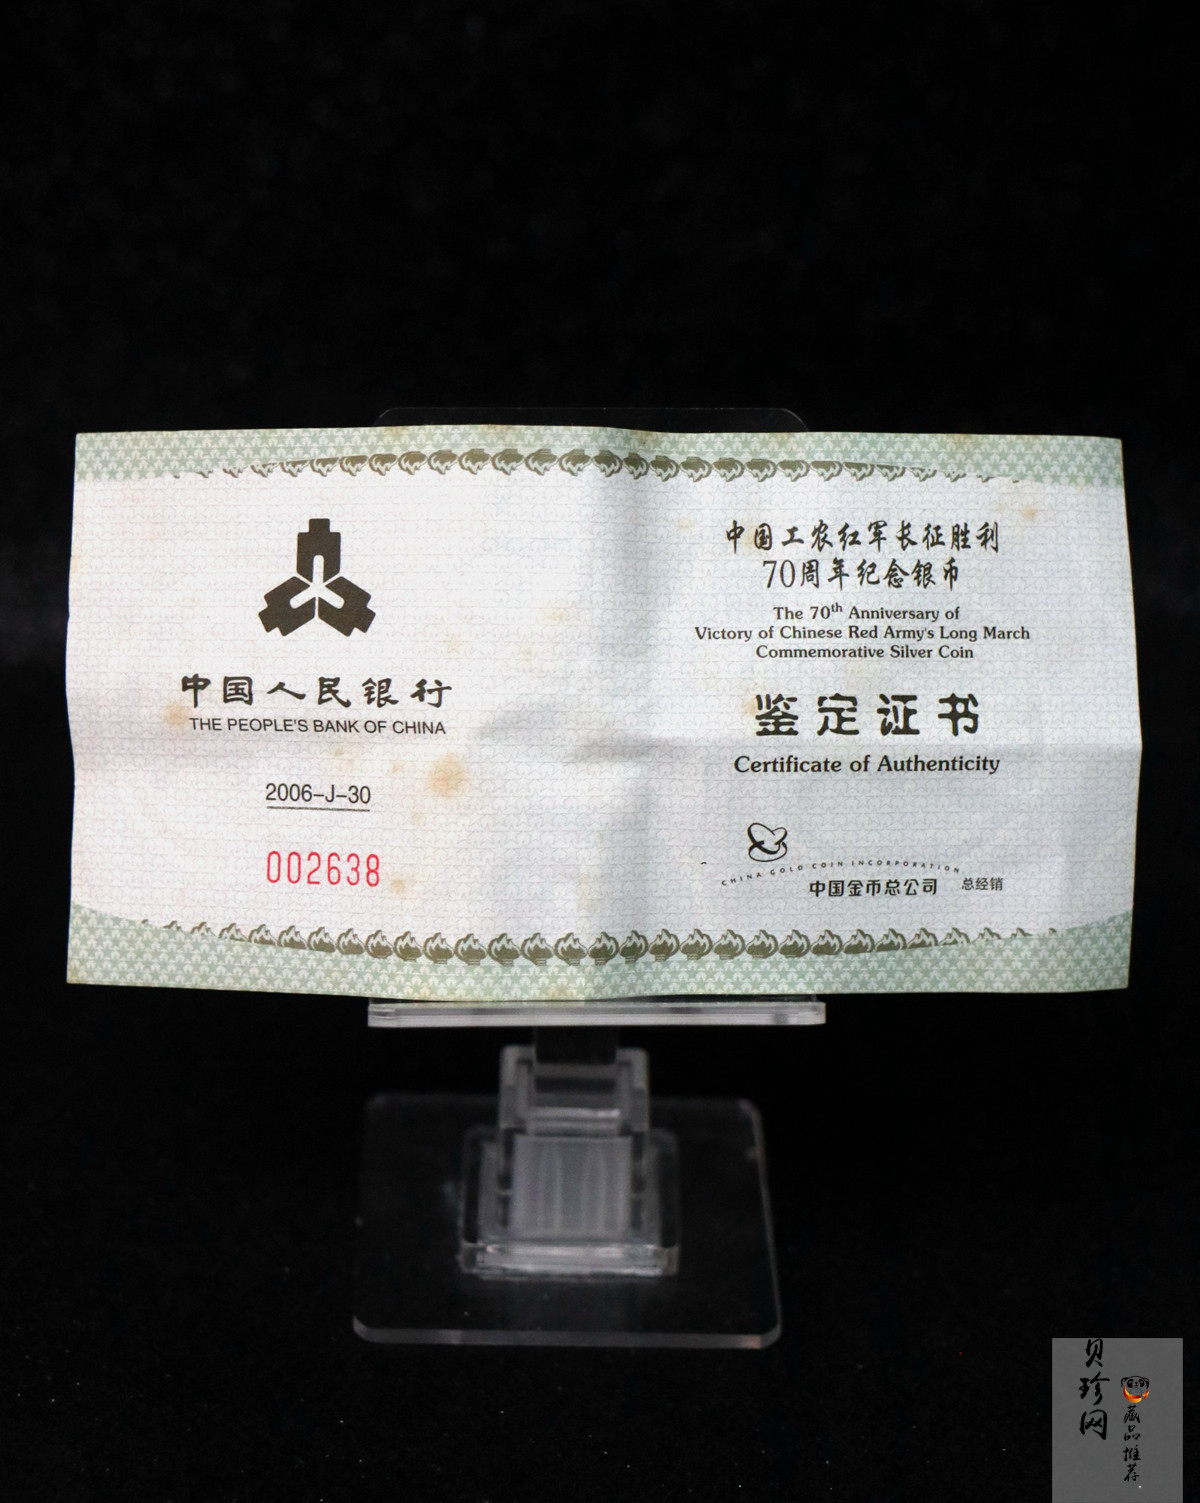 中国人民银行
THE PEOPLE'S BANK OF CHINA
2006-J-30
002638
中国工农红军长征胜利
70周年纪念银币
The 70th Anniversary of
Victory of Chinese Red Army's Long March
Commemorative Silver Coin
鉴定证书
Certificate of Authenticity
CHINA GOLD COIN INCORPORATION
中国金币总公司 总经销
贝珍网
藏品推荐